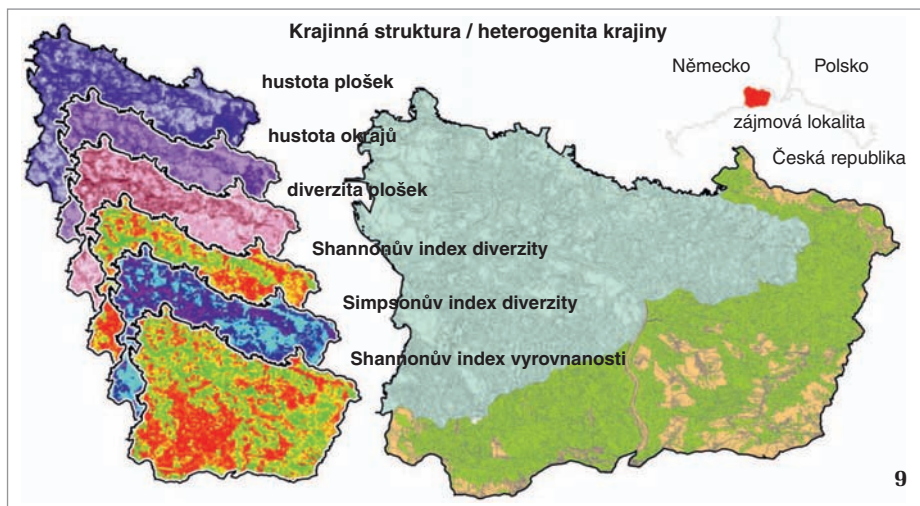 Krajinná struktura / heterogenita krajiny
hustota plošek
Německo
Polsko
hustota okrajů
zájmová lokalita
Česká republika
diverzita plošek
Shannonův index diverzity
Simpsonův index diverzity
Shannonův index vyrovnanosti
9